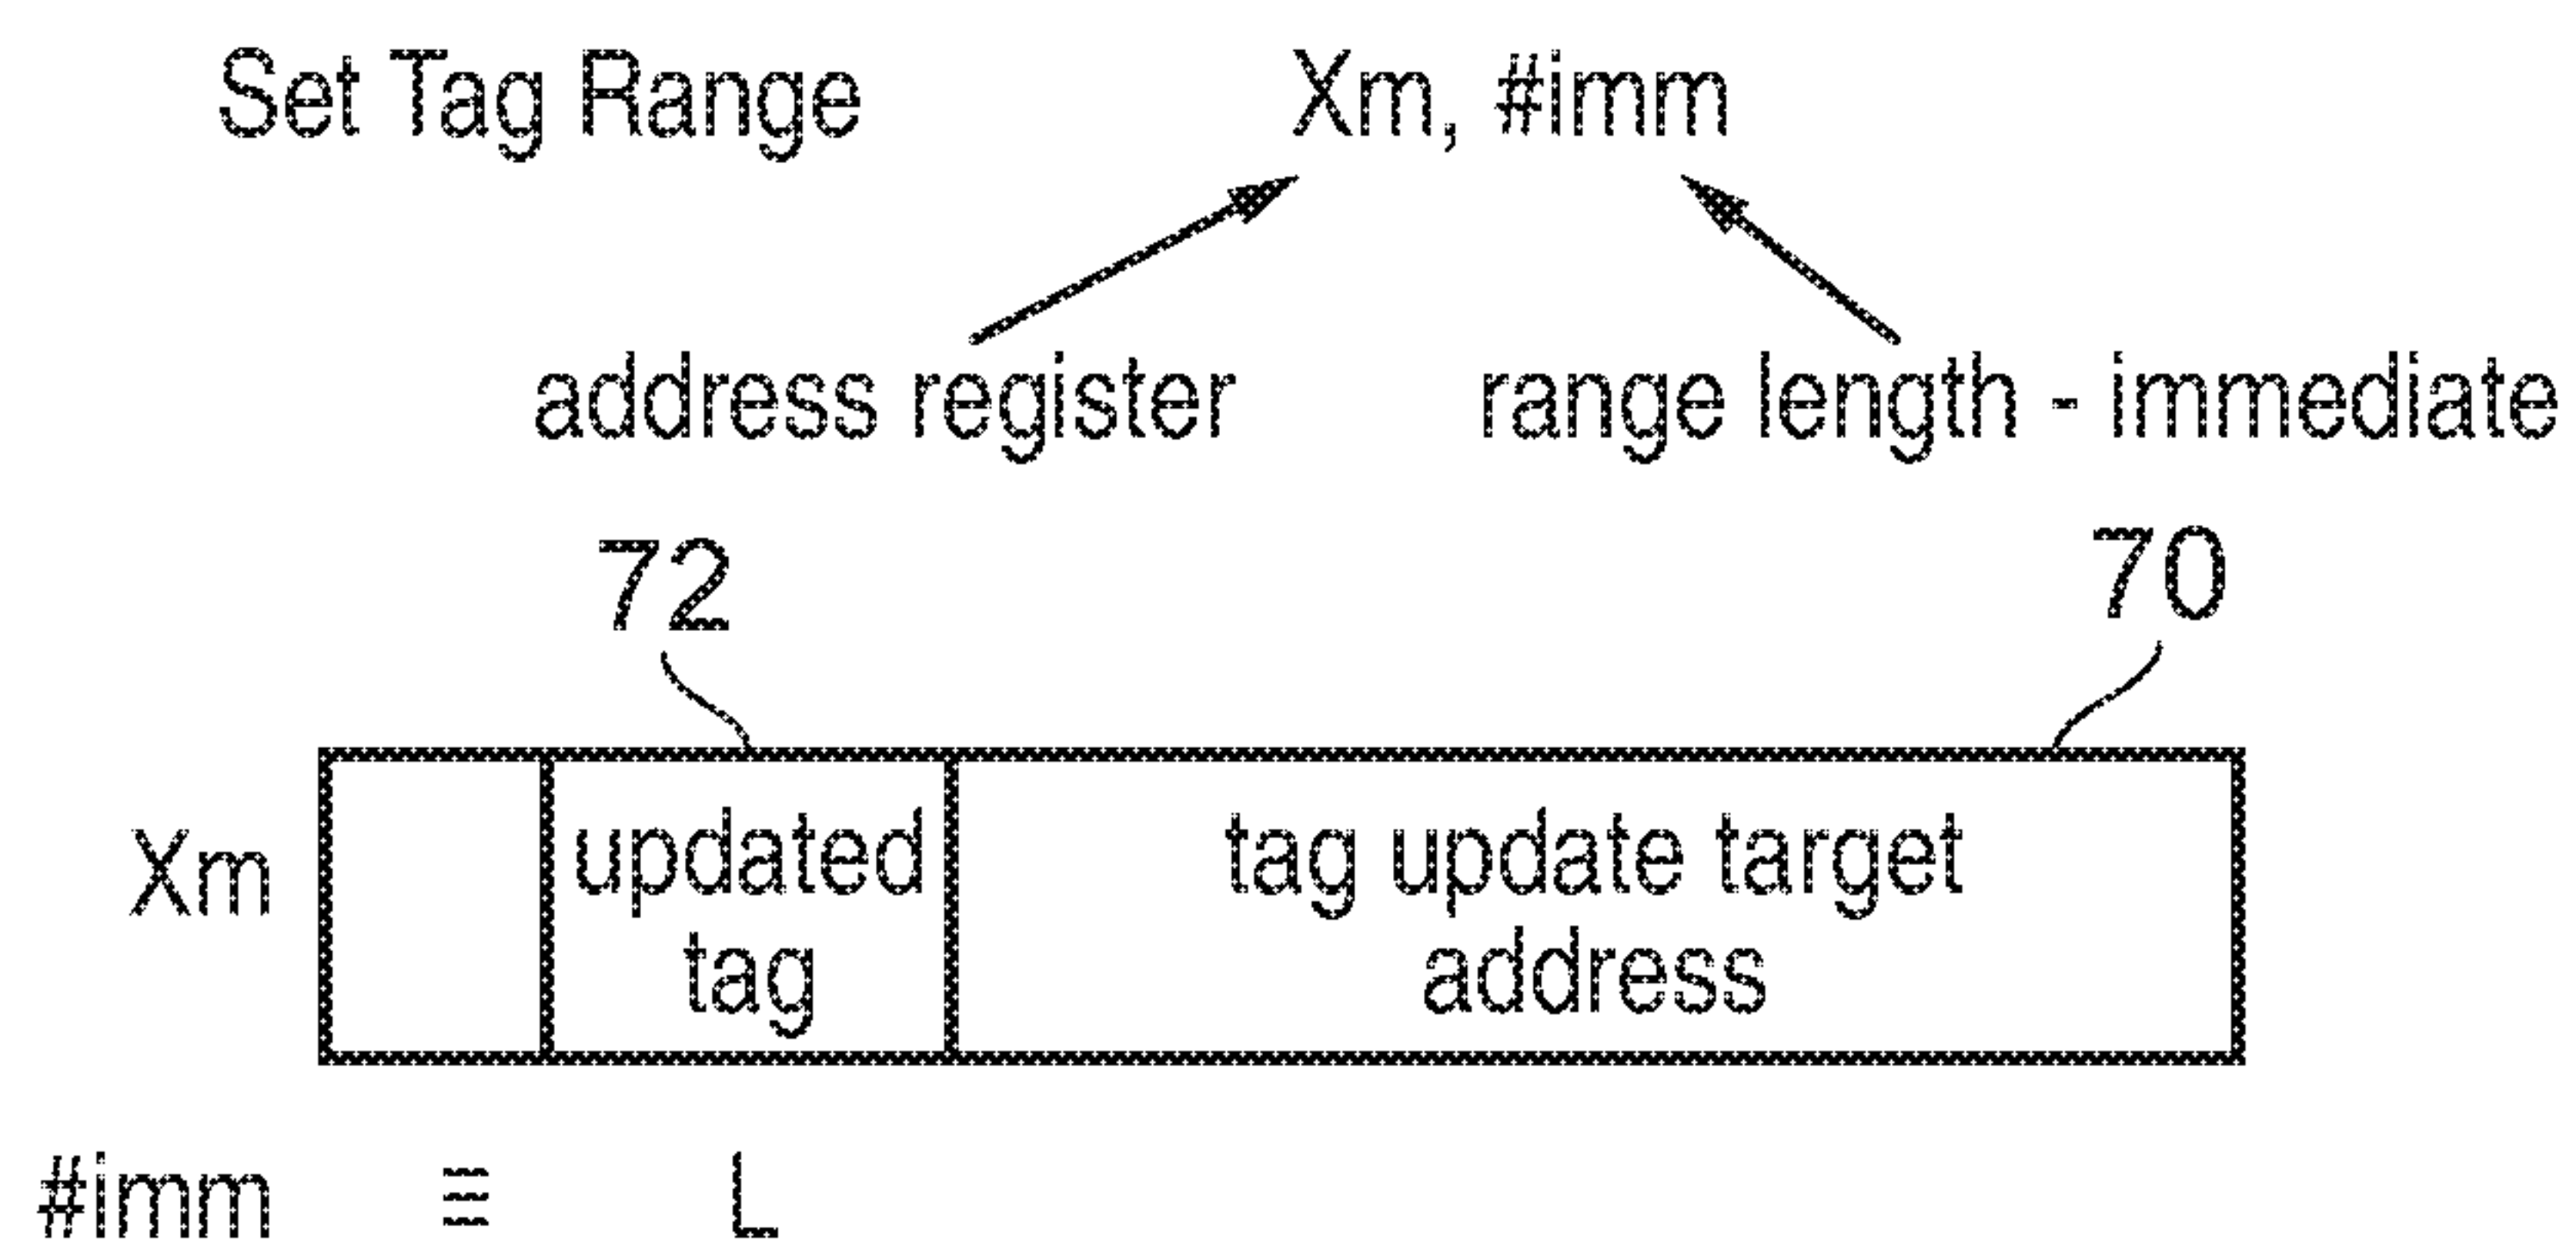 Set Tag Range Xm, #imm
address register range length - immediate
72 70
Xm updated tag update target
tag address
#imm ≡ L